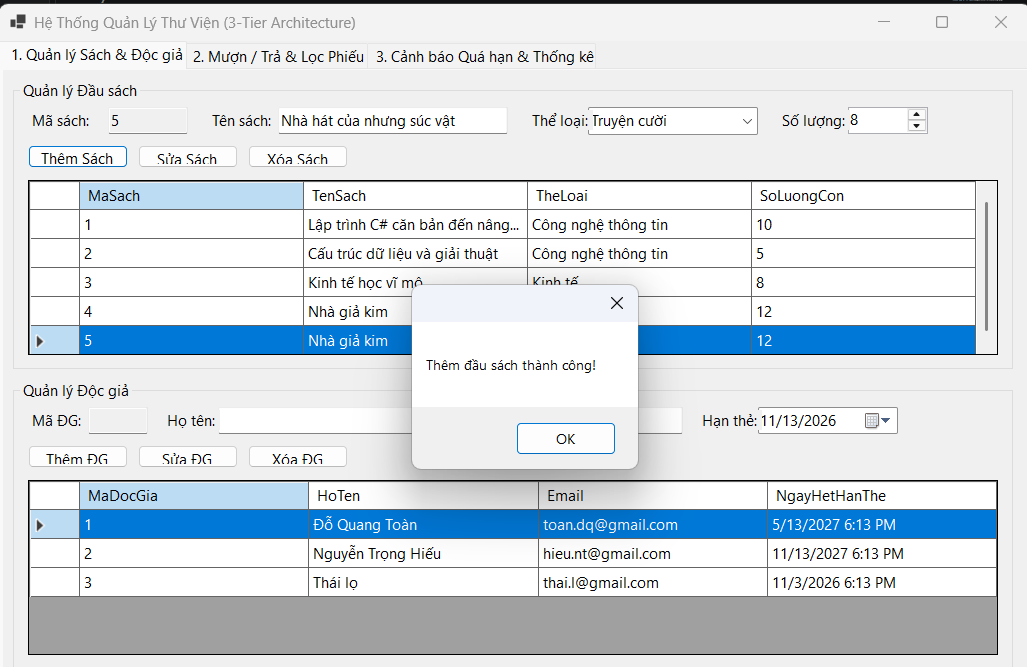 Hệ Thống Quản Lý Thư Viện (3-Tier Architecture)
1. Quản lý Sách & Độc giả 2. Mượn / Trả & Lọc Phiếu 3. Cảnh báo Quá hạn & Thống kê
Quản lý Đầu sách
Mã sách: 5 Tên sách: Nhà hát của nhưng súc vật Thể loại: Truyện cười Số lượng: 8
Thêm Sách Sửa Sách Xóa Sách
MaSach TenSach TheLoai SoLuongCon
1 Lập trình C# căn bản đến nâng... Công nghệ thông tin 10
2 Cấu trúc dữ liệu và giải thuật Công nghệ thông tin 5
3 Kinh tế học vĩ mô Kinh tế 8
4 Nhà giả kim 12
5 Nhà giả kim 12
Thêm đầu sách thành công!
OK
Quản lý Độc giả
Mã ĐG: Họ tên: Hạn thẻ: 11/13/2026
Thêm ĐG Sửa ĐG Xóa ĐG
MaDocGia HoTen Email NgayHetHanThe
1 Đỗ Quang Toàn toan.dq@gmail.com 5/13/2027 6:13 PM
2 Nguyễn Trọng Hiếu hieu.nt@gmail.com 11/13/2027 6:13 PM
3 Thái lọ thai.l@gmail.com 11/3/2026 6:13 PM